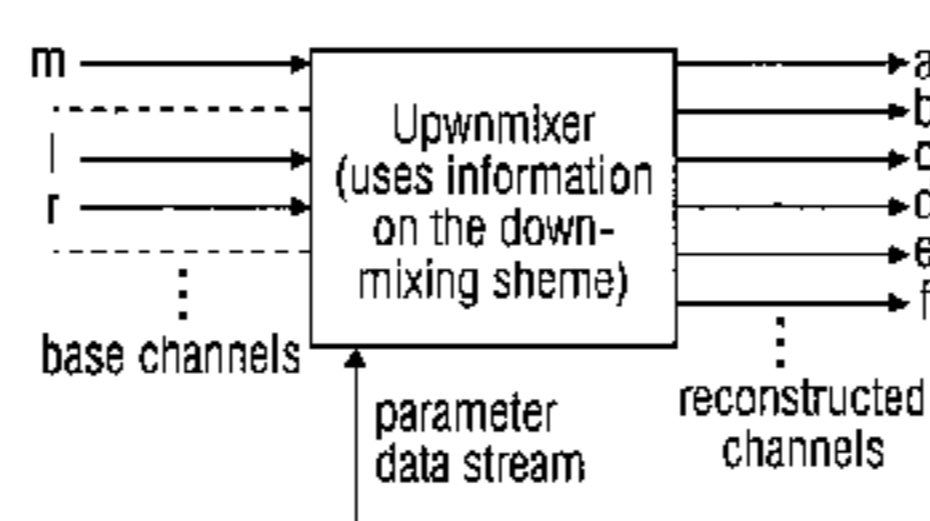 m
l
r
base channels
Upwnmixer
(uses information
on the down-
mixing sheme)
parameter
data stream
a
b
c
d
e
f
reconstructed
channels